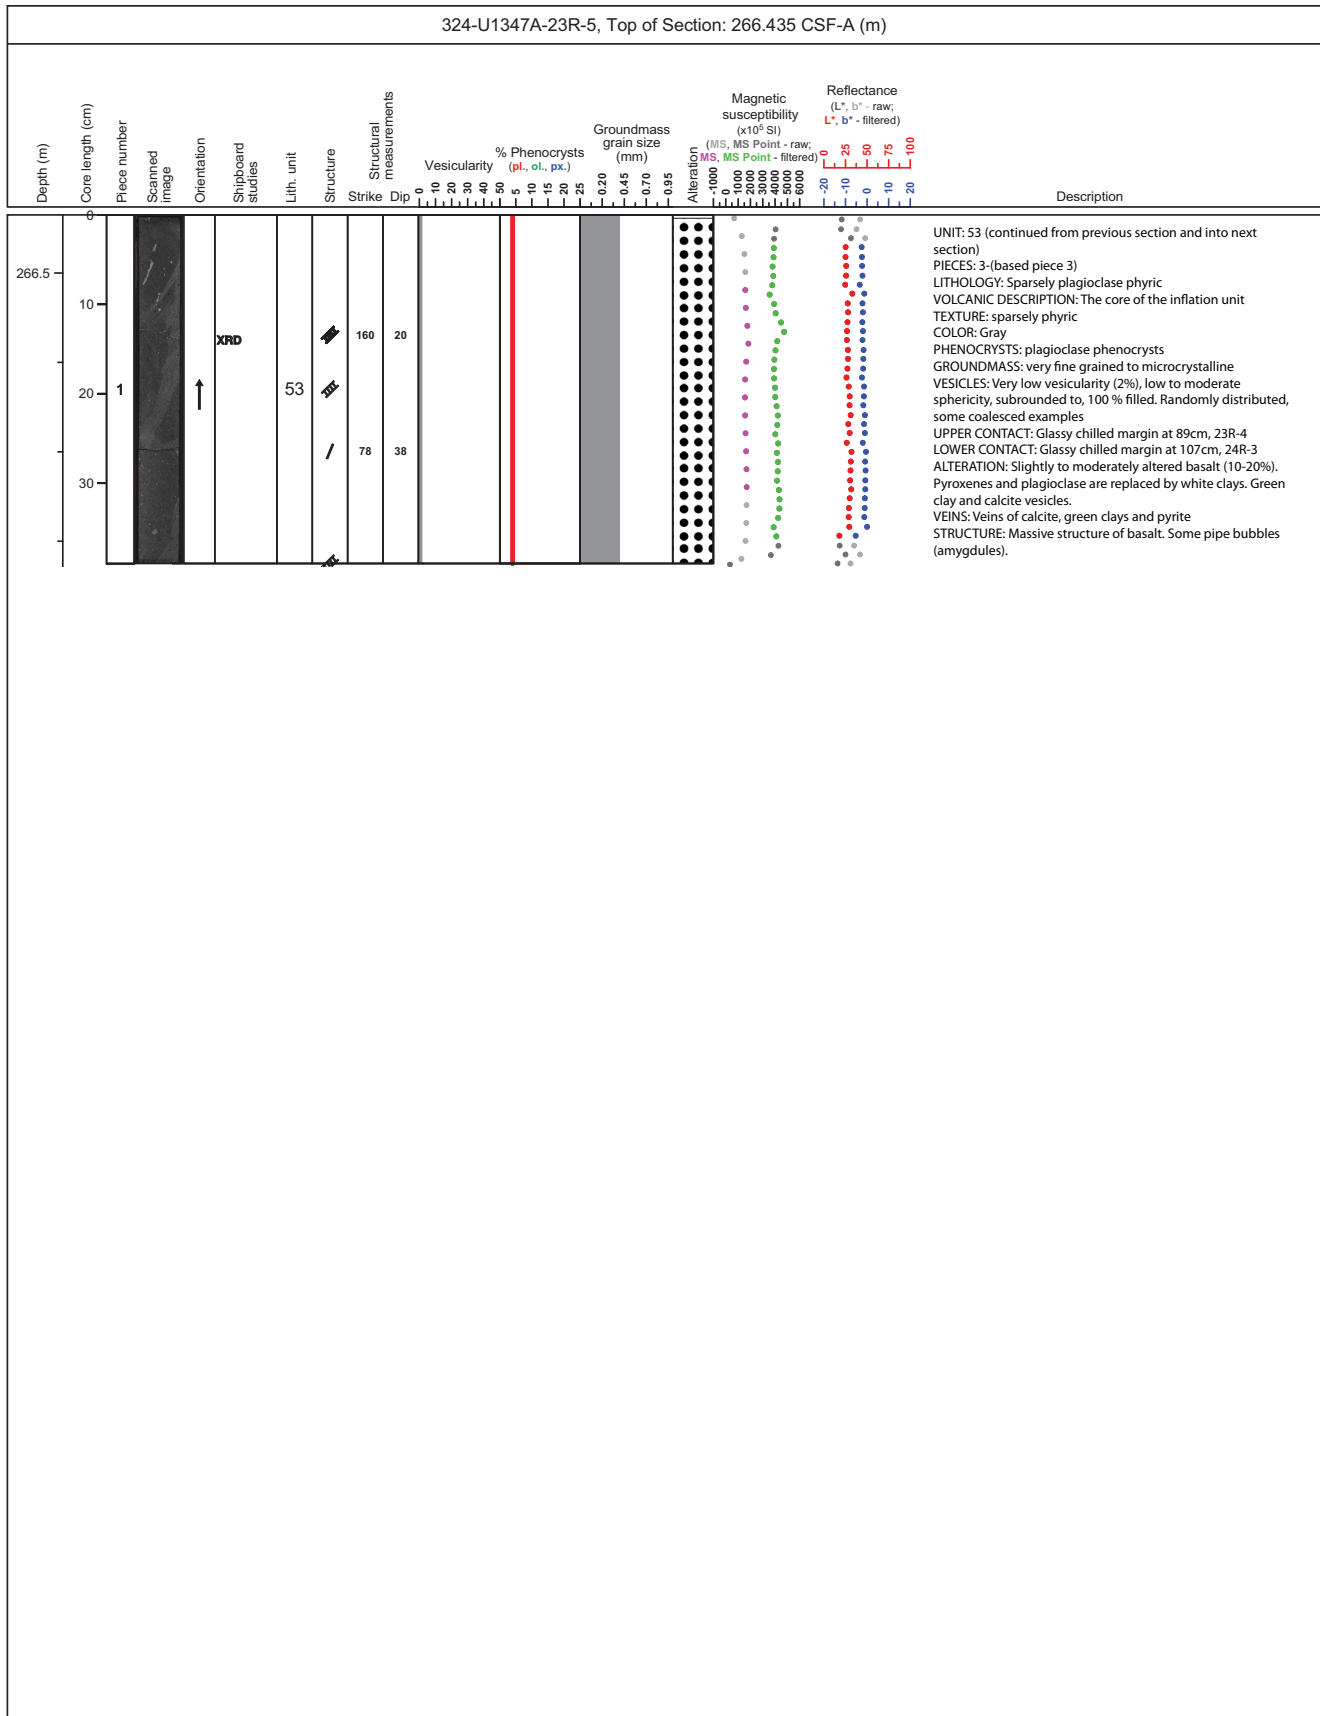 324-U1347A-23R-5, Top of Section: 266.435 CSF-A (m)
Depth (m)
Core length (cm)
Piece number
Scanned
image
Orientation
Shipboard
studies
Lith. unit
Structure
Structural
measurements
Strike Dip
Vesicularity
0 10 20 30 40 50
% Phenocrysts
(pl., ol., px.)
5 10 15 20 25
Groundmass
grain size
(mm)
0.20 0.45 0.70 0.95
Alteration
Magnetic
susceptibility
(x10⁵ SI)
(MS, MS Point - raw;
MS, MS Point - filtered)
-1000 0 1000 2000 3000 4000 5000 6000
Reflectance
(L*, b* - raw;
L*, b* - filtered)
0 25 50 75 100
-20 -10 0 10 20
Description
0
266.5
10
20
30
1
XRD
53
160 20
78 38
UNIT: 53 (continued from previous section and into next
section)
PIECES: 3-(based piece 3)
LITHOLOGY: Sparsely plagioclase phyric
VOLCANIC DESCRIPTION: The core of the inflation unit
TEXTURE: sparsely phyric
COLOR: Gray
PHENOCRYSTS: plagioclase phenocrysts
GROUNDMASS: very fine grained to microcrystalline
VESICLES: Very low vesicularity (2%), low to moderate
sphericity, subrounded to, 100 % filled. Randomly distributed,
some coalesced examples
UPPER CONTACT: Glassy chilled margin at 89cm, 23R-4
LOWER CONTACT: Glassy chilled margin at 107cm, 24R-3
ALTERATION: Slightly to moderately altered basalt (10-20%).
Pyroxenes and plagioclase are replaced by white clays. Green
clay and calcite vesicles.
VEINS: Veins of calcite, green clays and pyrite
STRUCTURE: Massive structure of basalt. Some pipe bubbles
(amygdules).